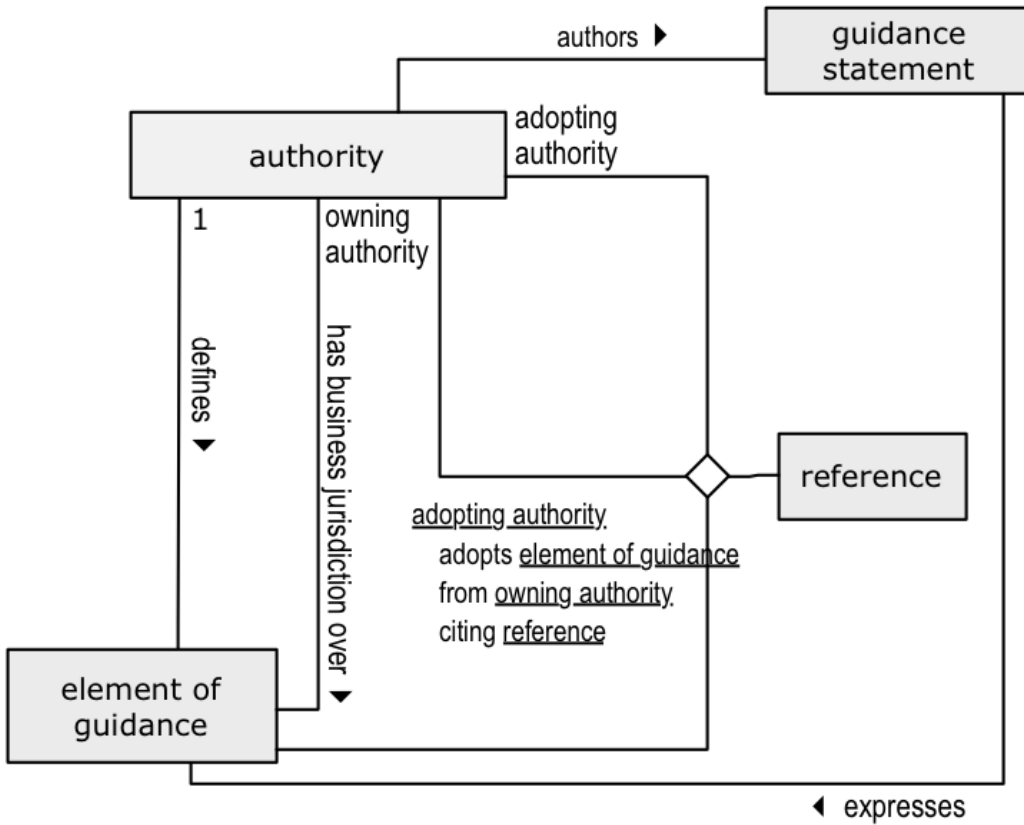 authors
guidance
statement
authority
adopting
authority
1
owning
authority
defines
has business jurisdiction over
reference
adopting authority
adopts element of guidance
from owning authority
citing reference
element of
guidance
expresses